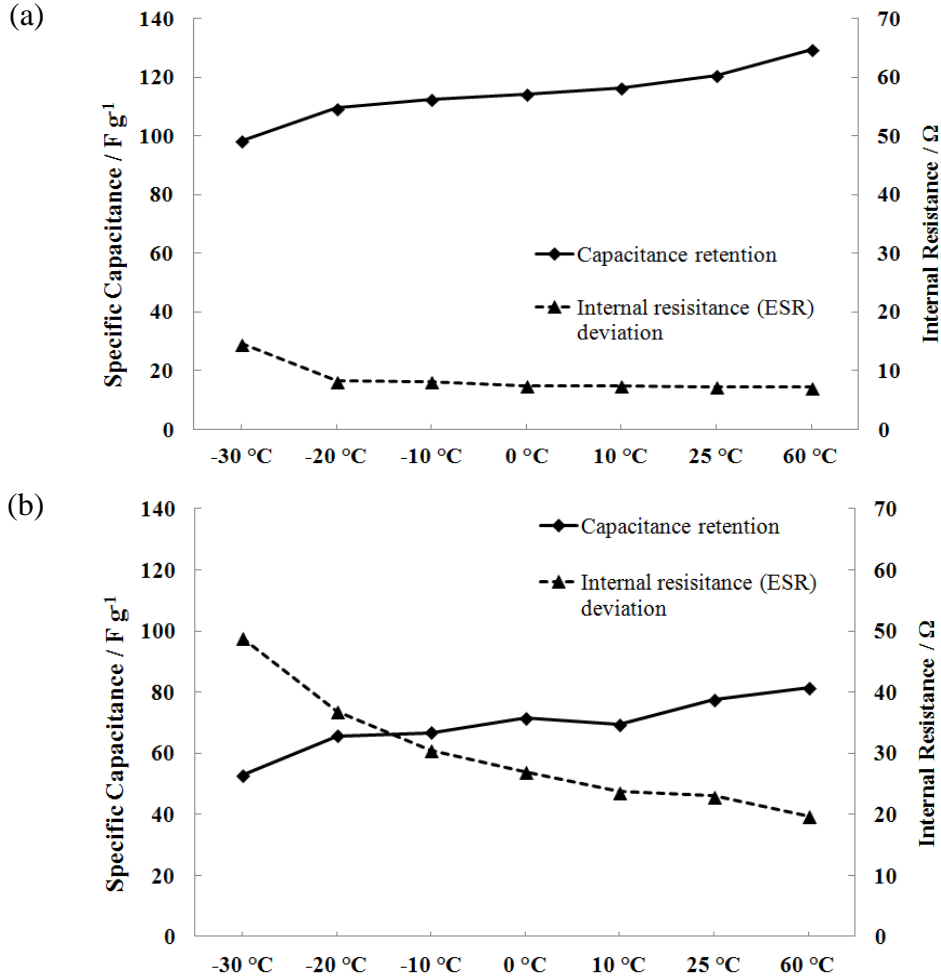 (a)
140
120
100
80
60
40
20
0
Specific Capacitance / F g-1
70
60
50
40
30
20
10
0
Internal Resistance / Ω
Capacitance retention
Internal resisitance (ESR)
deviation
-30 °C -20 °C -10 °C 0 °C 10 °C 25 °C 60 °C
(b)
140
120
100
80
60
40
20
0
Specific Capacitance / F g-1
70
60
50
40
30
20
10
0
Internal Resistance / Ω
Capacitance retention
Internal resisitance (ESR)
deviation
-30 °C -20 °C -10 °C 0 °C 10 °C 25 °C 60 °C